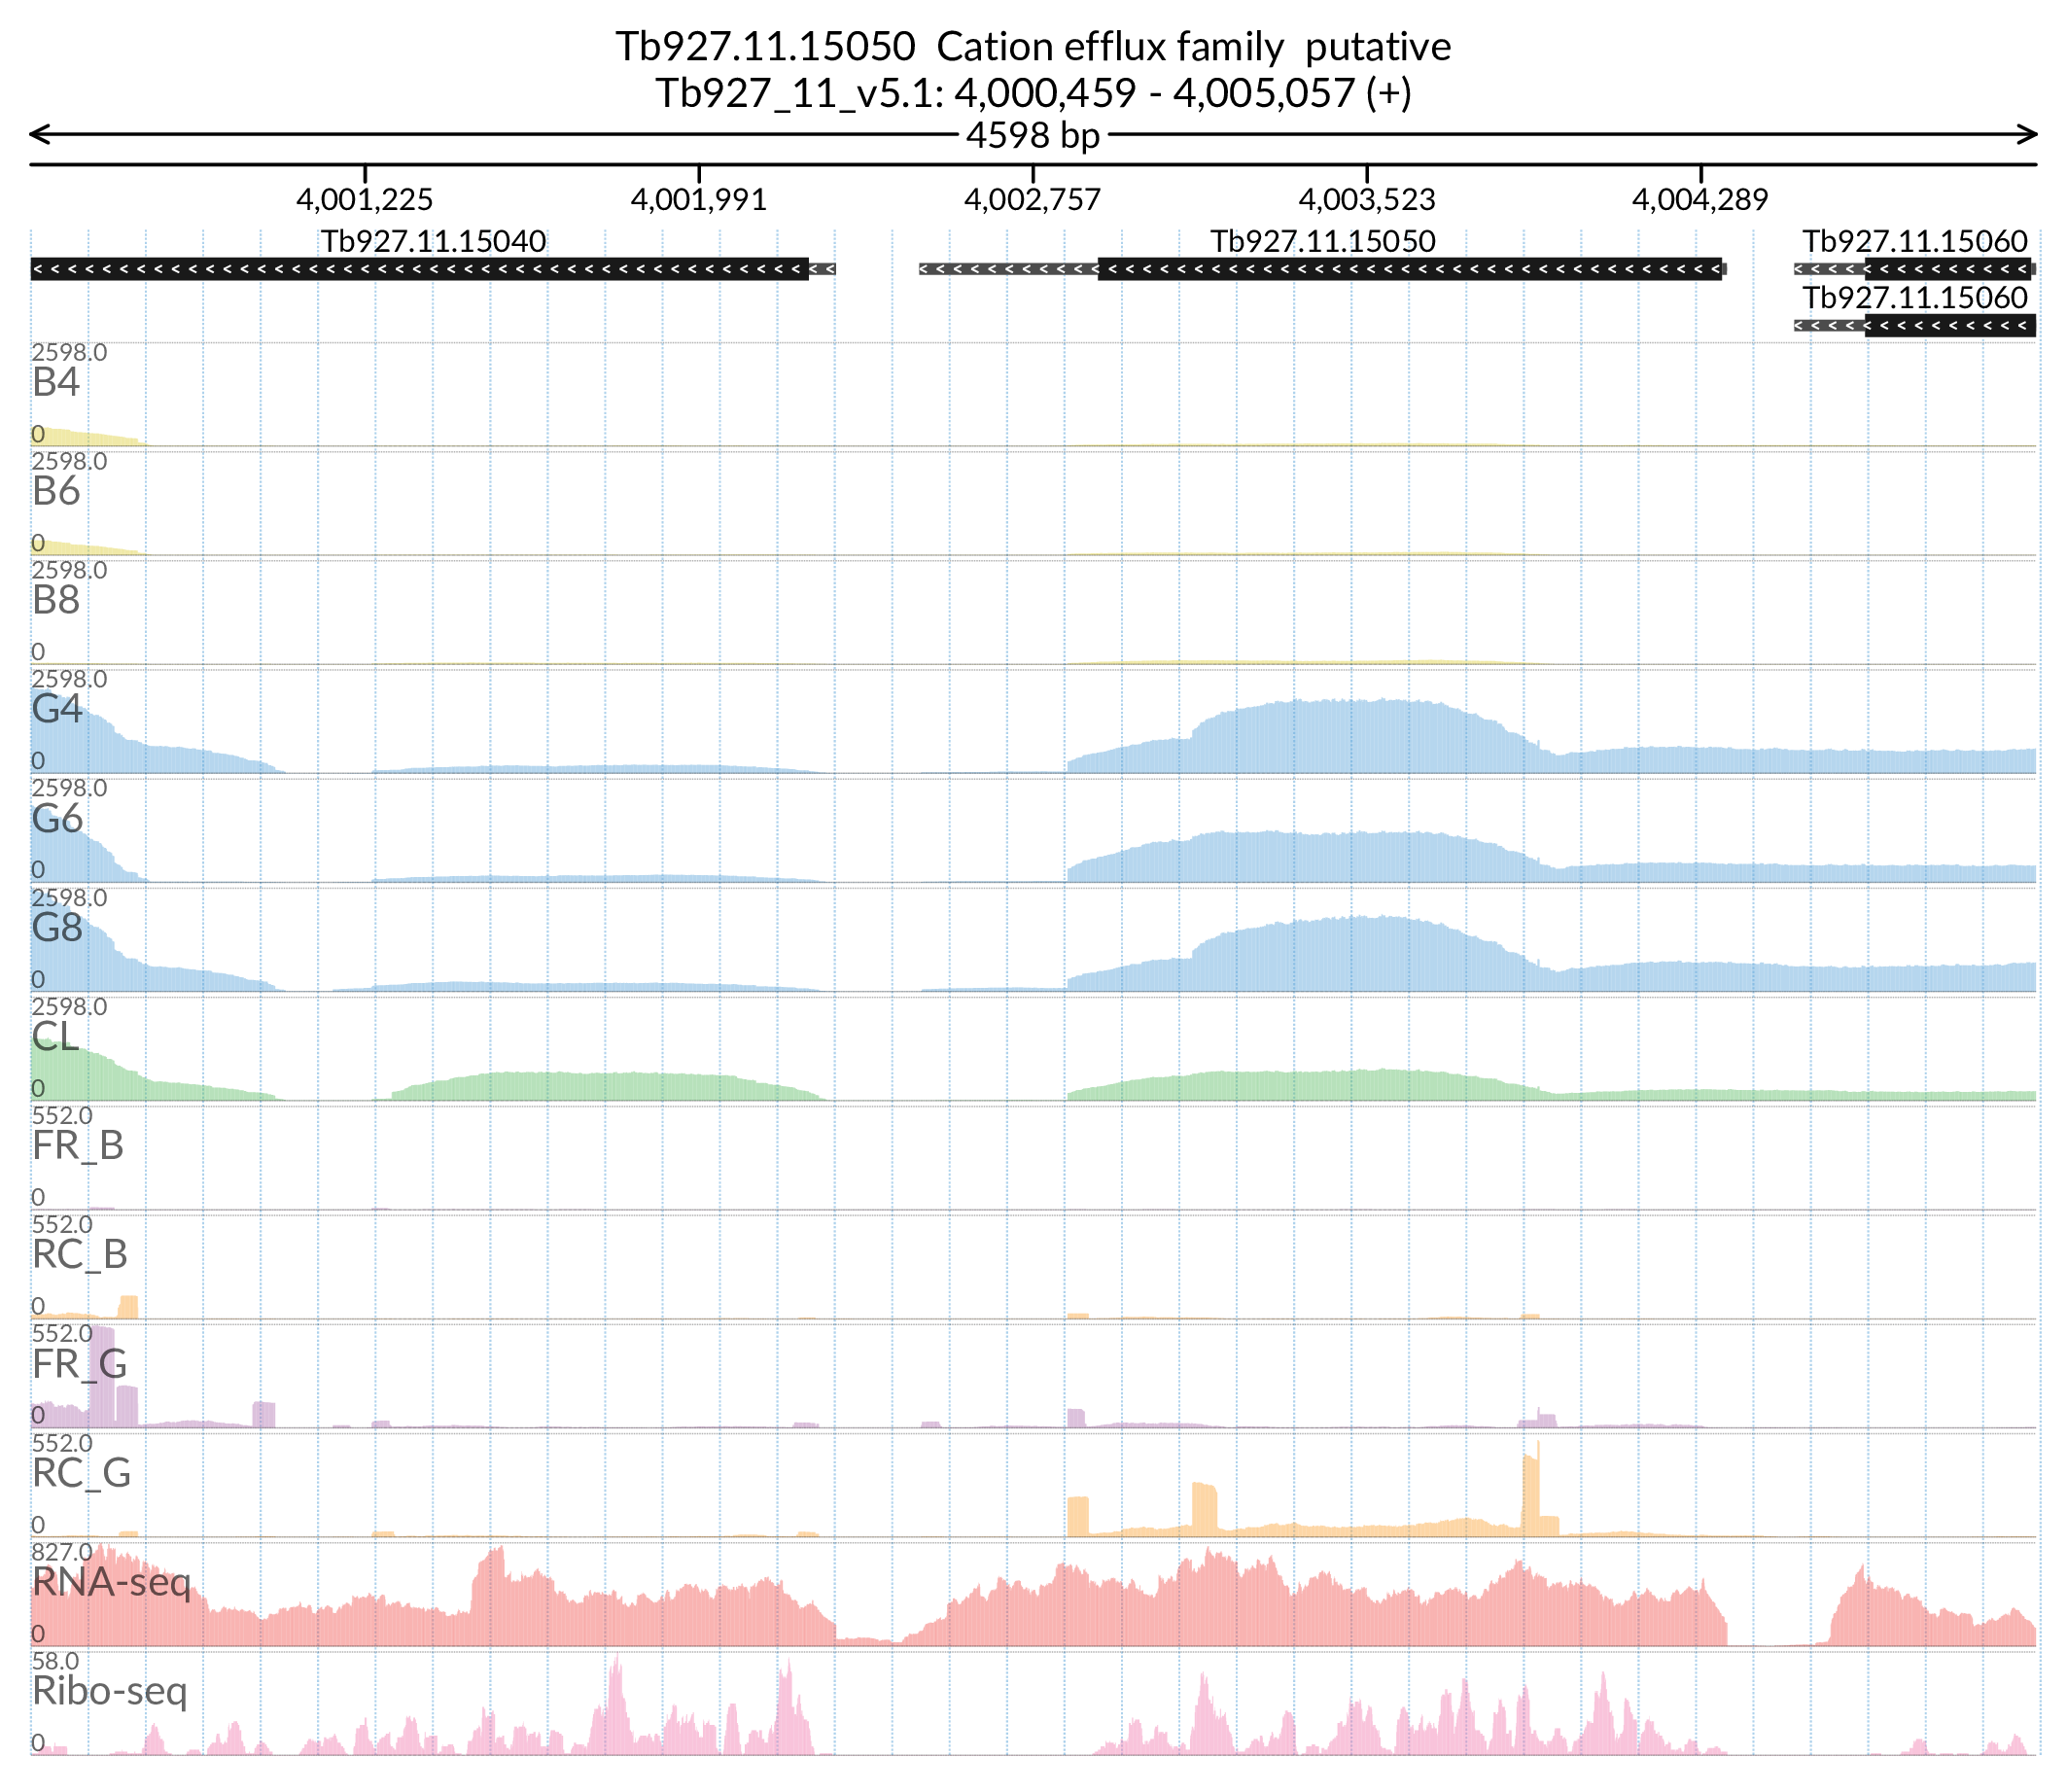 Tb927.11.15050  Cation efflux family  putative
Tb927_11_v5.1: 4,000,459 - 4,005,057 (+)
4598 bp
4,001,225 4,001,991 4,002,757 4,003,523 4,004,289
Tb927.11.15040 Tb927.11.15050 Tb927.11.15060
Tb927.11.15060
2598.0
B4
0
2598.0
B6
0
2598.0
B8
0
2598.0
G4
0
2598.0
G6
0
2598.0
G8
0
2598.0
CL
0
552.0
FR_B
0
552.0
RC_B
0
552.0
FR_G
0
552.0
RC_G
0
827.0
RNA-seq
0
58.0
Ribo-seq
0